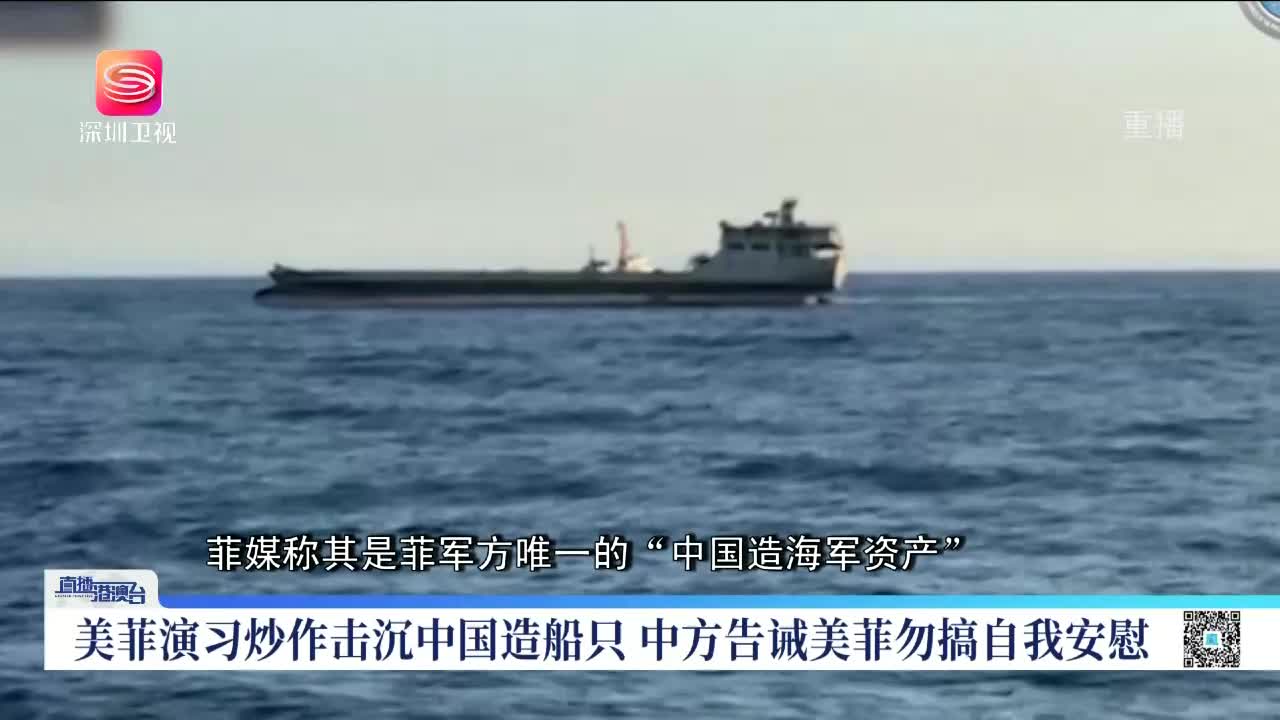 深圳卫视
重播
菲媒称其是菲军方唯一的“中国造海军资产”
直播港澳台
美菲演习炒作击沉中国造船只 中方告诫美菲勿搞自我安慰